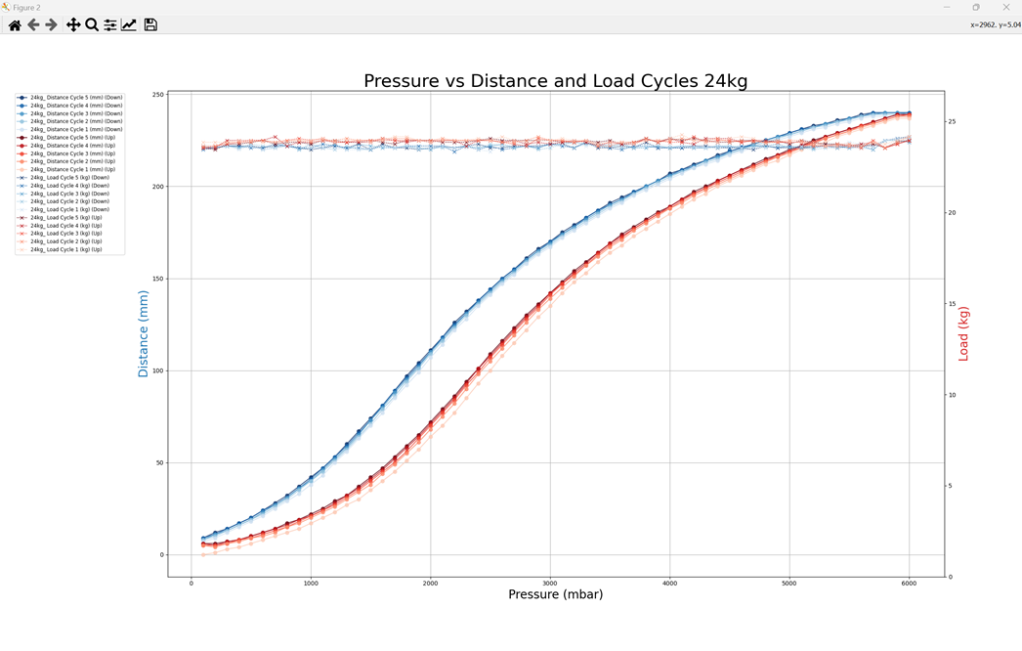 Figure 2
x=2962, y=5.04
Pressure vs Distance and Load Cycles 24kg
24kg_ Distance Cycle 5 (mm) (Down)
24kg_ Distance Cycle 4 (mm) (Down)
24kg_ Distance Cycle 3 (mm) (Down)
24kg_ Distance Cycle 2 (mm) (Down)
24kg_ Distance Cycle 1 (mm) (Down)
24kg_ Distance Cycle 5 (mm) (Up)
24kg_ Distance Cycle 4 (mm) (Up)
24kg_ Distance Cycle 3 (mm) (Up)
24kg_ Distance Cycle 2 (mm) (Up)
24kg_ Distance Cycle 1 (mm) (Up)
24kg_ Load Cycle 5 (kg) (Down)
24kg_ Load Cycle 4 (kg) (Down)
24kg_ Load Cycle 3 (kg) (Down)
24kg_ Load Cycle 2 (kg) (Down)
24kg_ Load Cycle 1 (kg) (Down)
24kg_ Load Cycle 5 (kg) (Up)
24kg_ Load Cycle 4 (kg) (Up)
24kg_ Load Cycle 3 (kg) (Up)
24kg_ Load Cycle 2 (kg) (Up)
24kg_ Load Cycle 1 (kg) (Up)
Distance (mm)
250
200
150
100
50
0
25
20
15
10
5
0
Load (kg)
0 1000 2000 3000 4000 5000 6000
Pressure (mbar)